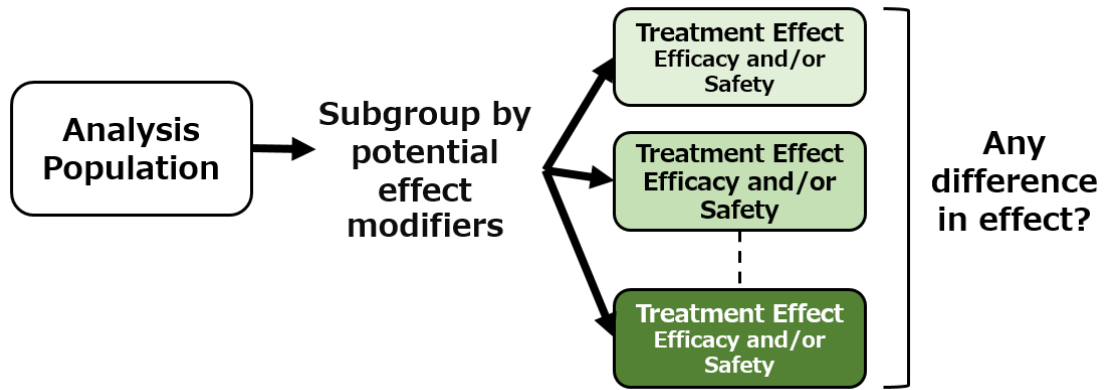 Analysis
Population
Subgroup by
potential
effect
modifiers
Treatment Effect
Efficacy and/or
Safety
Treatment Effect
Efficacy and/or
Safety
Treatment Effect
Efficacy and/or
Safety
Any
difference
in effect?